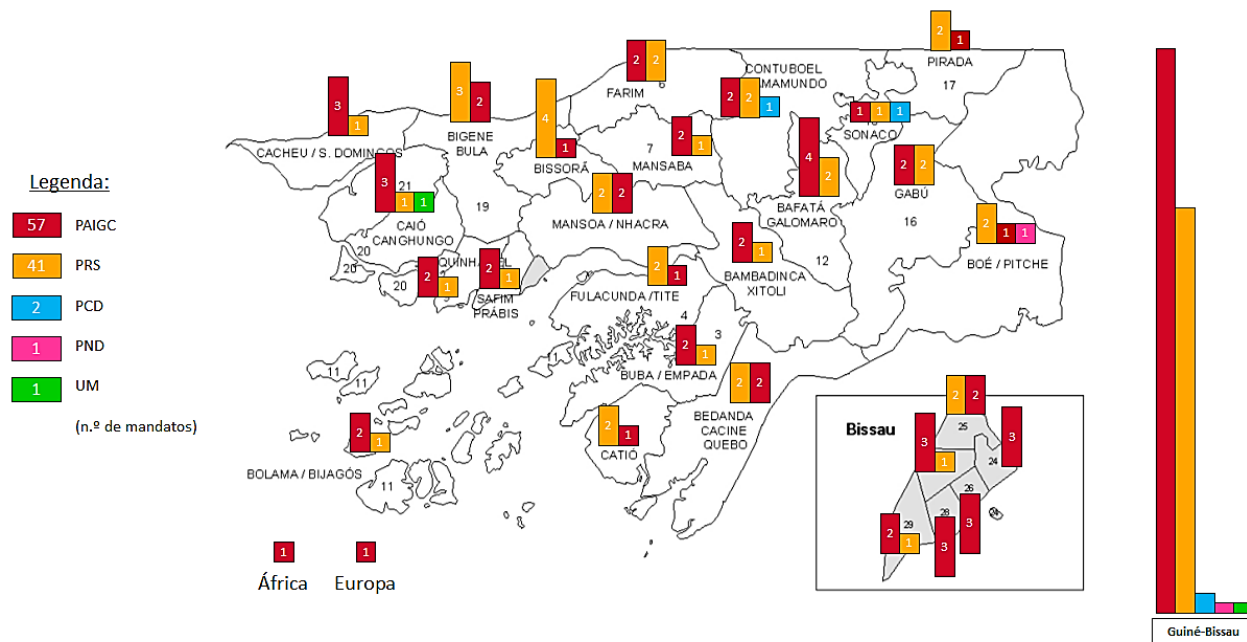 Legenda:
57 PAIGC
41 PRS
2 PCD
1 PND
1 UM
(n.º de mandatos)
3 1
CACHEU / S. DOMINGOS
3 2
BIGENE
BULA
4 1
BISSORÃ
2 2
6
FARIM
CONTUBOEL
MAMUNDO
2 2 1
2 1
PIRADA
17
1 1 1
SONACO
2 1
7
MANSABA
4 2
BAFATÁ
GALOMARO
2 2
GABÚ
16
3 1 1
21
CAIÓ
CANGHUNGO
19
2 2
MANSOA / NHACRA
2 1
BAMBADINCA
XITOLI
12
2 1 1
BOÉ / PITCHE
20
20
20
2 1
2 1
SAFIM
PRÁBIS
2 1
FULACUNDA /TITE
4
3
2 1
BUBA / EMPADA
2 2
BEDANDA
CACINE
QUEBO
2 1
CATIÓ
11
11
11
2 1
BOLAMA / BIJAGÓS
11
1
África
1
Europa
Bissau
2 2
25
3 1
3
24
26
3
28
3
29
2 1
Guiné-Bissau